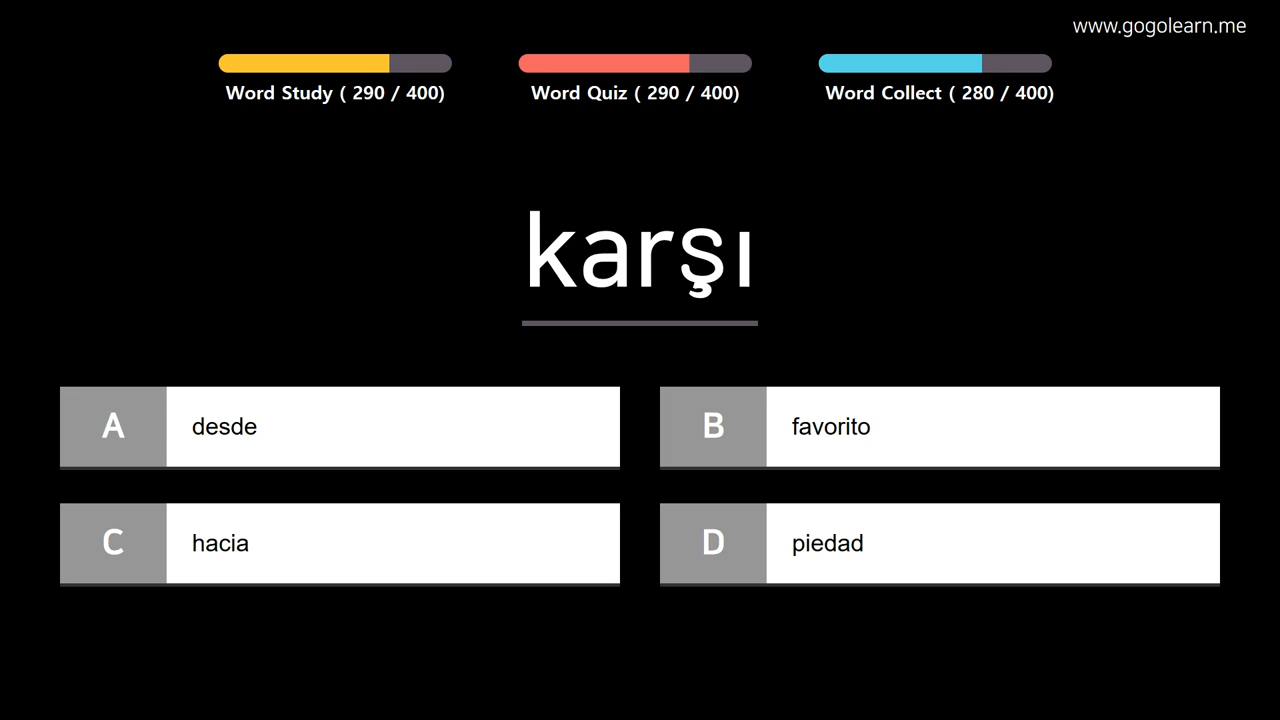 www.gogolearn.me
Word Study ( 290 / 400)
Word Quiz ( 290 / 400)
Word Collect ( 280 / 400)
karşı
A desde
B favorito
C hacia
D piedad